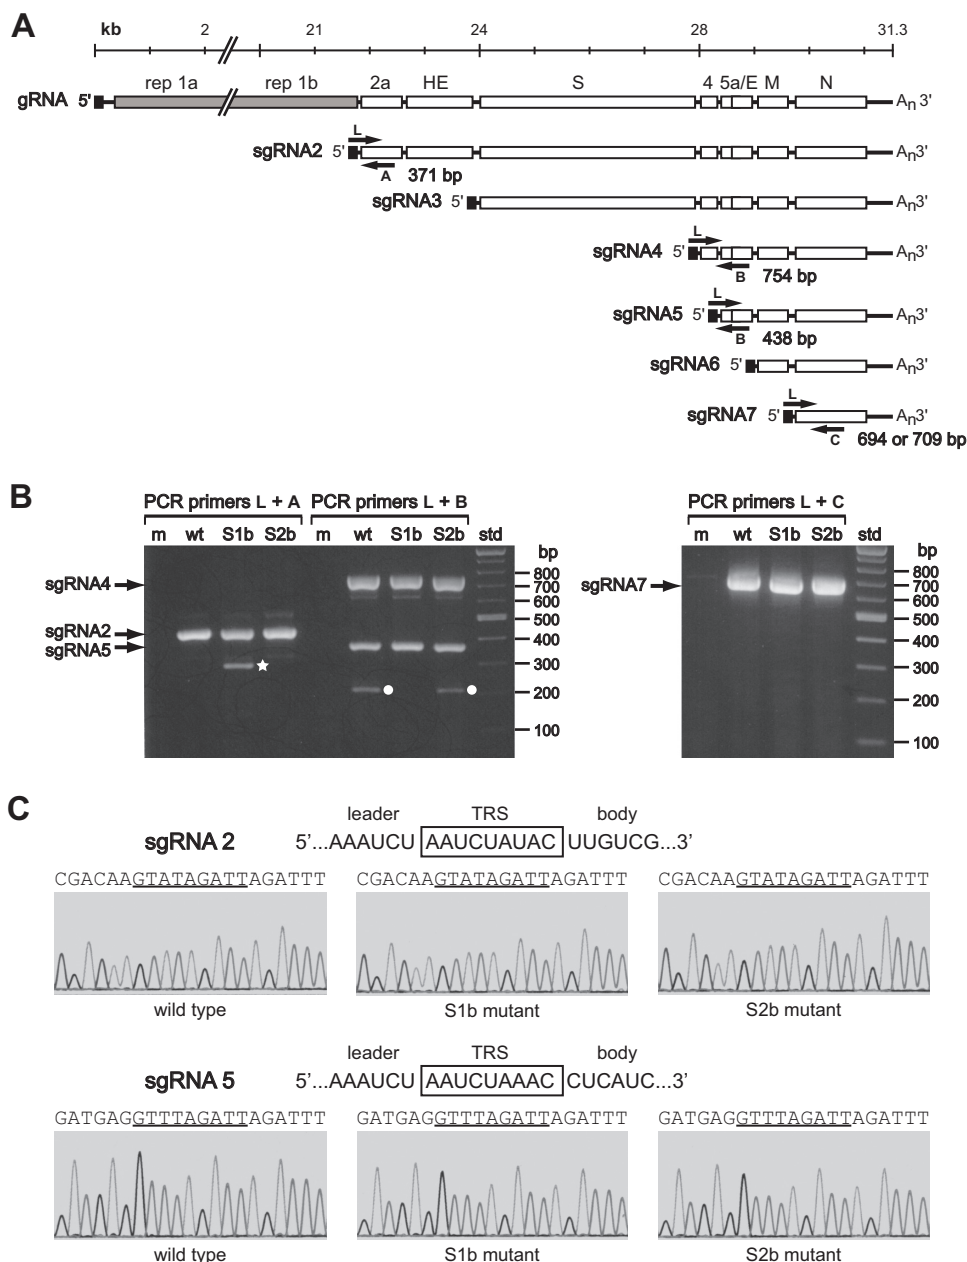 A
kb 2 21 24 28 31.3
rep 1a rep 1b 2a HE S 4 5a/E M N
gRNA 5' An 3'
L
sgRNA2 5' An3'
A 371 bp
sgRNA3 5' An3'
L
sgRNA4 5' An3'
B 754 bp
L
sgRNA5 5' An3'
B 438 bp
sgRNA6 5' An3'
L
sgRNA7 5' An3'
C 694 or 709 bp
B
PCR primers L + A PCR primers L + B PCR primers L + C
m wt S1b S2b m wt S1b S2b std m wt S1b S2b std
bp bp
sgRNA4 800 sgRNA7 800
700 700
600 600
500 500
sgRNA2 400 400
sgRNA5 300 300
200 200
100 100
C
leader TRS body
sgRNA 2 5'...AAAUCU AAUCUAUAC UUGUCG...3'
CGACAAGTATAGATTAGATTT CGACAAGTATAGATTAGATTT CGACAAGTATAGATTAGATTT
wild type S1b mutant S2b mutant
leader TRS body
sgRNA 5 5'...AAAUCU AAUCUAAAC CUCAUC...3'
GATGAGGTTTAGATTAGATTT GATGAGGTTTAGATTAGATTT GATGAGGTTTAGATTAGATTT
wild type S1b mutant S2b mutant